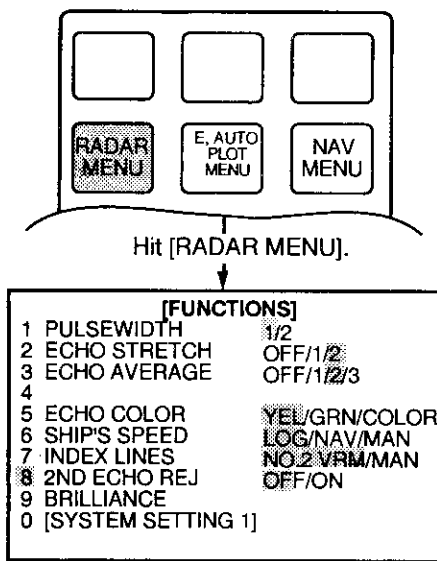 RADAR
MENU
E, AUTO
PLOT
MENU
NAV
MENU
Hit [RADAR MENU].
[FUNCTIONS]
1 PULSEWIDTH 1/2
2 ECHO STRETCH OFF/1/2
3 ECHO AVERAGE OFF/1/2/3
4
5 ECHO COLOR YEL/GRN/COLOR
6 SHIP'S SPEED LOG/NAV/MAN
7 INDEX LINES NO.2 VRM/MAN
8 2ND ECHO REJ OFF/ON
9 BRILLIANCE
0 [SYSTEM SETTING 1]